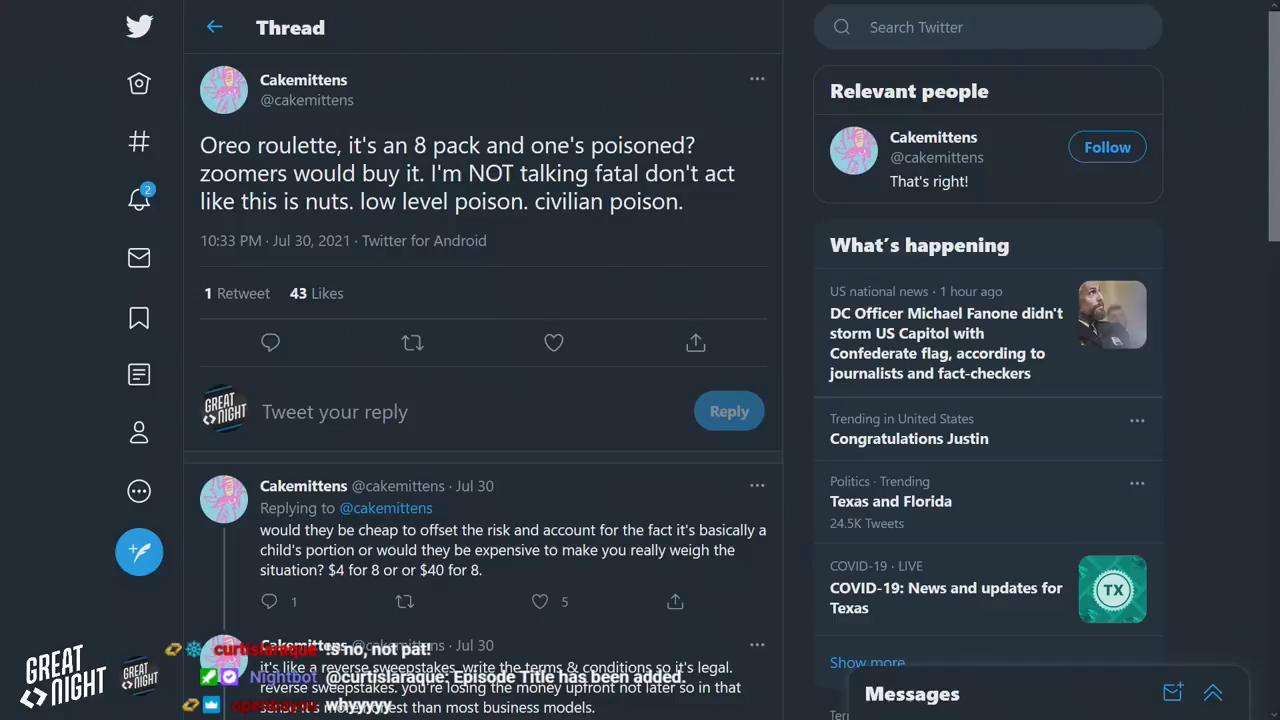 Thread
Search Twitter
Cakemittens
@cakemittens
Oreo roulette, it's an 8 pack and one's poisoned?
zoomers would buy it. I'm NOT talking fatal don't act
like this is nuts. low level poison. civilian poison.
10:33 PM · Jul 30, 2021 · Twitter for Android
1 Retweet 43 Likes
GREAT
NIGHT
Tweet your reply
Reply
Cakemittens @cakemittens · Jul 30
Replying to @cakemittens
would they be cheap to offset the risk and account for the fact it's basically a
child's portion or would they be expensive to make you really weigh the
situation? $4 for 8 or or $40 for 8.
1
5
Cakemittens @cakemittens · Jul 30
it's like a reverse sweepstakes. write the terms & conditions so it's legal.
reverse sweepstakes. you're losing the money upfront not later so in that
business models.
2
Relevant people
Cakemittens
@cakemittens
Follow
That's right!
What's happening
US national news · 1 hour ago
DC Officer Michael Fanone didn't
storm US Capitol with
Confederate flag, according to
journalists and fact-checkers
Trending in United States
Congratulations Justin
Politics · Trending
Texas and Florida
24.5K Tweets
COVID-19 · LIVE
COVID-19: News and updates for
Texas
TX
Show more
Messages
GREAT
NIGHT
GREAT
NIGHT
curtislaraque: !s no, not pat!
Nightbot @curtislaraque: Episode Title has been added.
whyyyyy